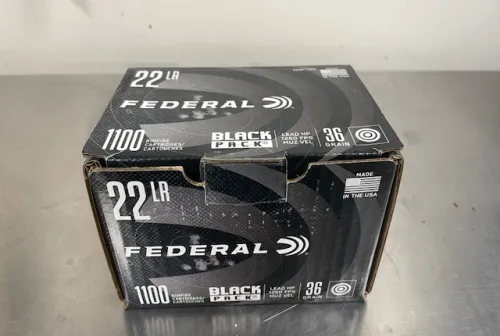 22 LR
FEDERAL
1100 RIMFIRE CARTRIDGES/ CARTOUCHES
BLACK PACK
LEAD HP
1260 FPS
MUZ VEL
36 GRAIN
22 LR
MADE
IN THE USA
FEDERAL
1100 RIMFIRE CARTRIDGES/ CARTOUCHES
BLACK PACK
LEAD HP
1260 FPS
MUZ VEL
36 GRAIN